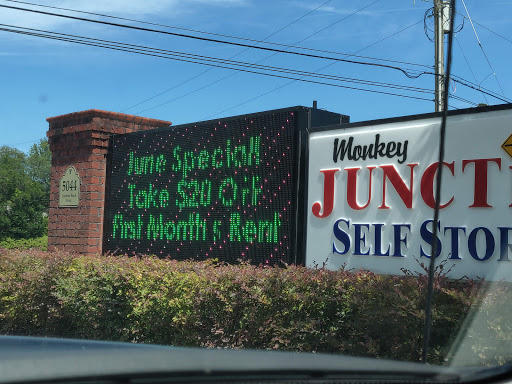 5044
June Special!!
Take $20 Off
First Month's Rent
Monkey
JUNCT
SELF STOR